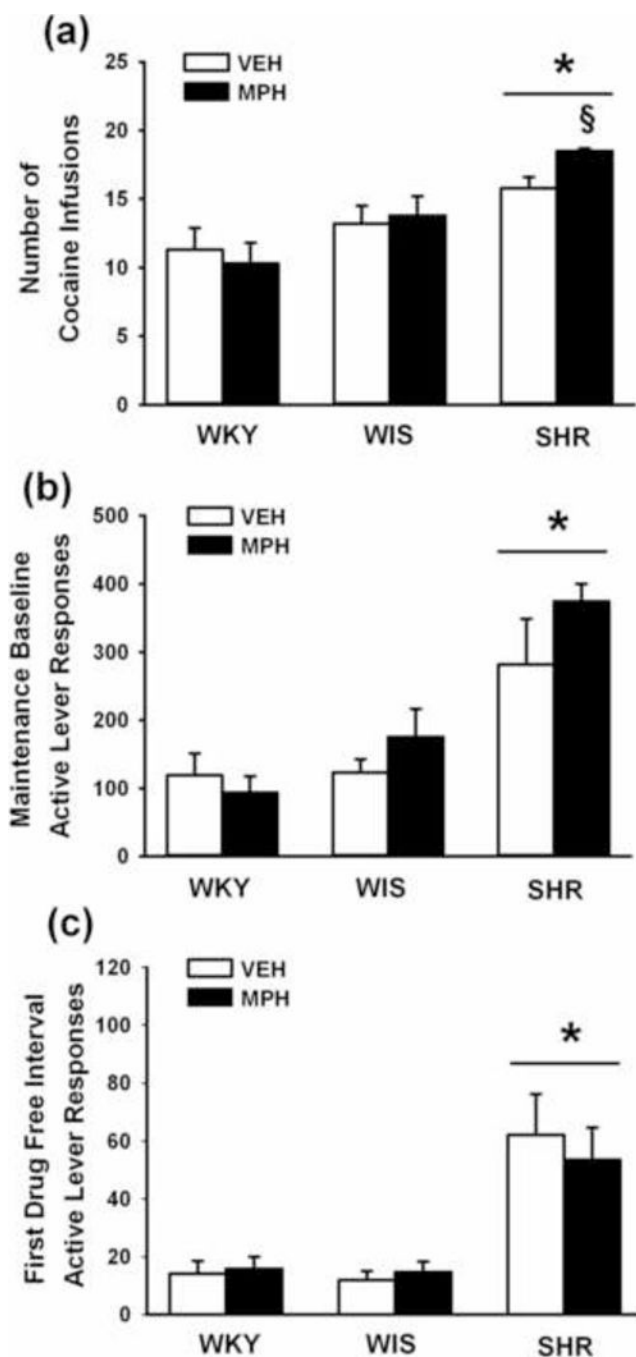 (a)
Number of
Cocaine Infusions
25
20
15
10
5
0
VEH
MPH
*
§
WKY WIS SHR
(b)
Maintenance Baseline
Active Lever Responses
500
400
300
200
100
0
VEH
MPH
*
WKY WIS SHR
(c)
First Drug Free Interval
Active Lever Responses
120
100
80
60
40
20
0
VEH
MPH
*
WKY WIS SHR